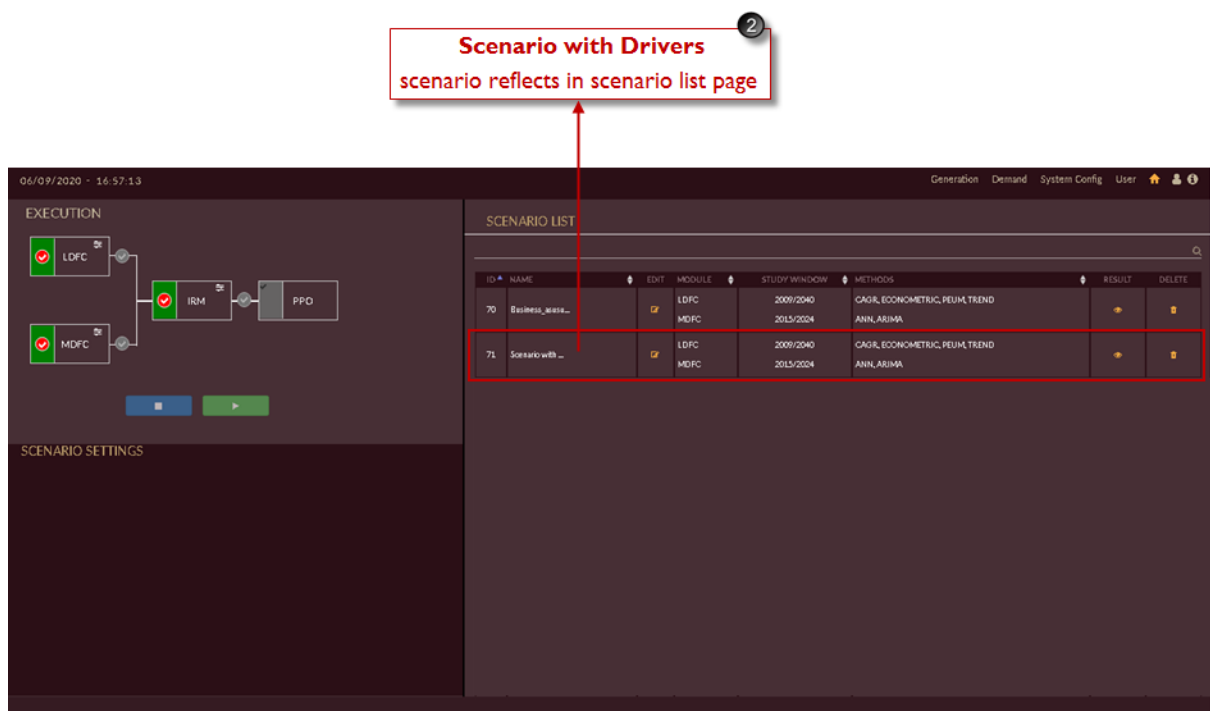 2
Scenario with Drivers
scenario reflects in scenario list page
06/09/2020 - 16:57:13
Generation Demand System Config User
EXECUTION
LDFC
IRM
PPO
MDFC
SCENARIO SETTINGS
SCENARIO LIST
ID NAME EDIT MODULE STUDY WINDOW METHODS RESULT DELETE
70 LDFC 2009/2040 CAGR, ECONOMETRIC, PEUM, TREND
MDFC 2015/2024 ANN, ARIMA
71 Scenario with ... LDFC 2009/2040 CAGR, ECONOMETRIC, PEUM, TREND
MDFC 2015/2024 ANN, ARIMA